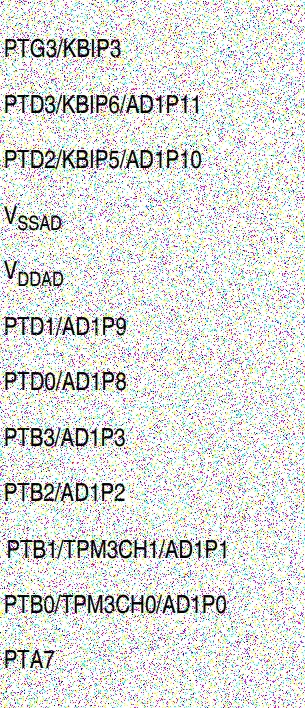 PTG3/KBIP3
PTD3/KBIP6/AD1P11
PTD2/KBIP5/AD1P10
VSSAD
VDDAD
PTD1/AD1P9
PTD0/AD1P8
PTB3/AD1P3
PTB2/AD1P2
PTB1/TPM3CH1/AD1P1
PTB0/TPM3CH0/AD1P0
PTA7